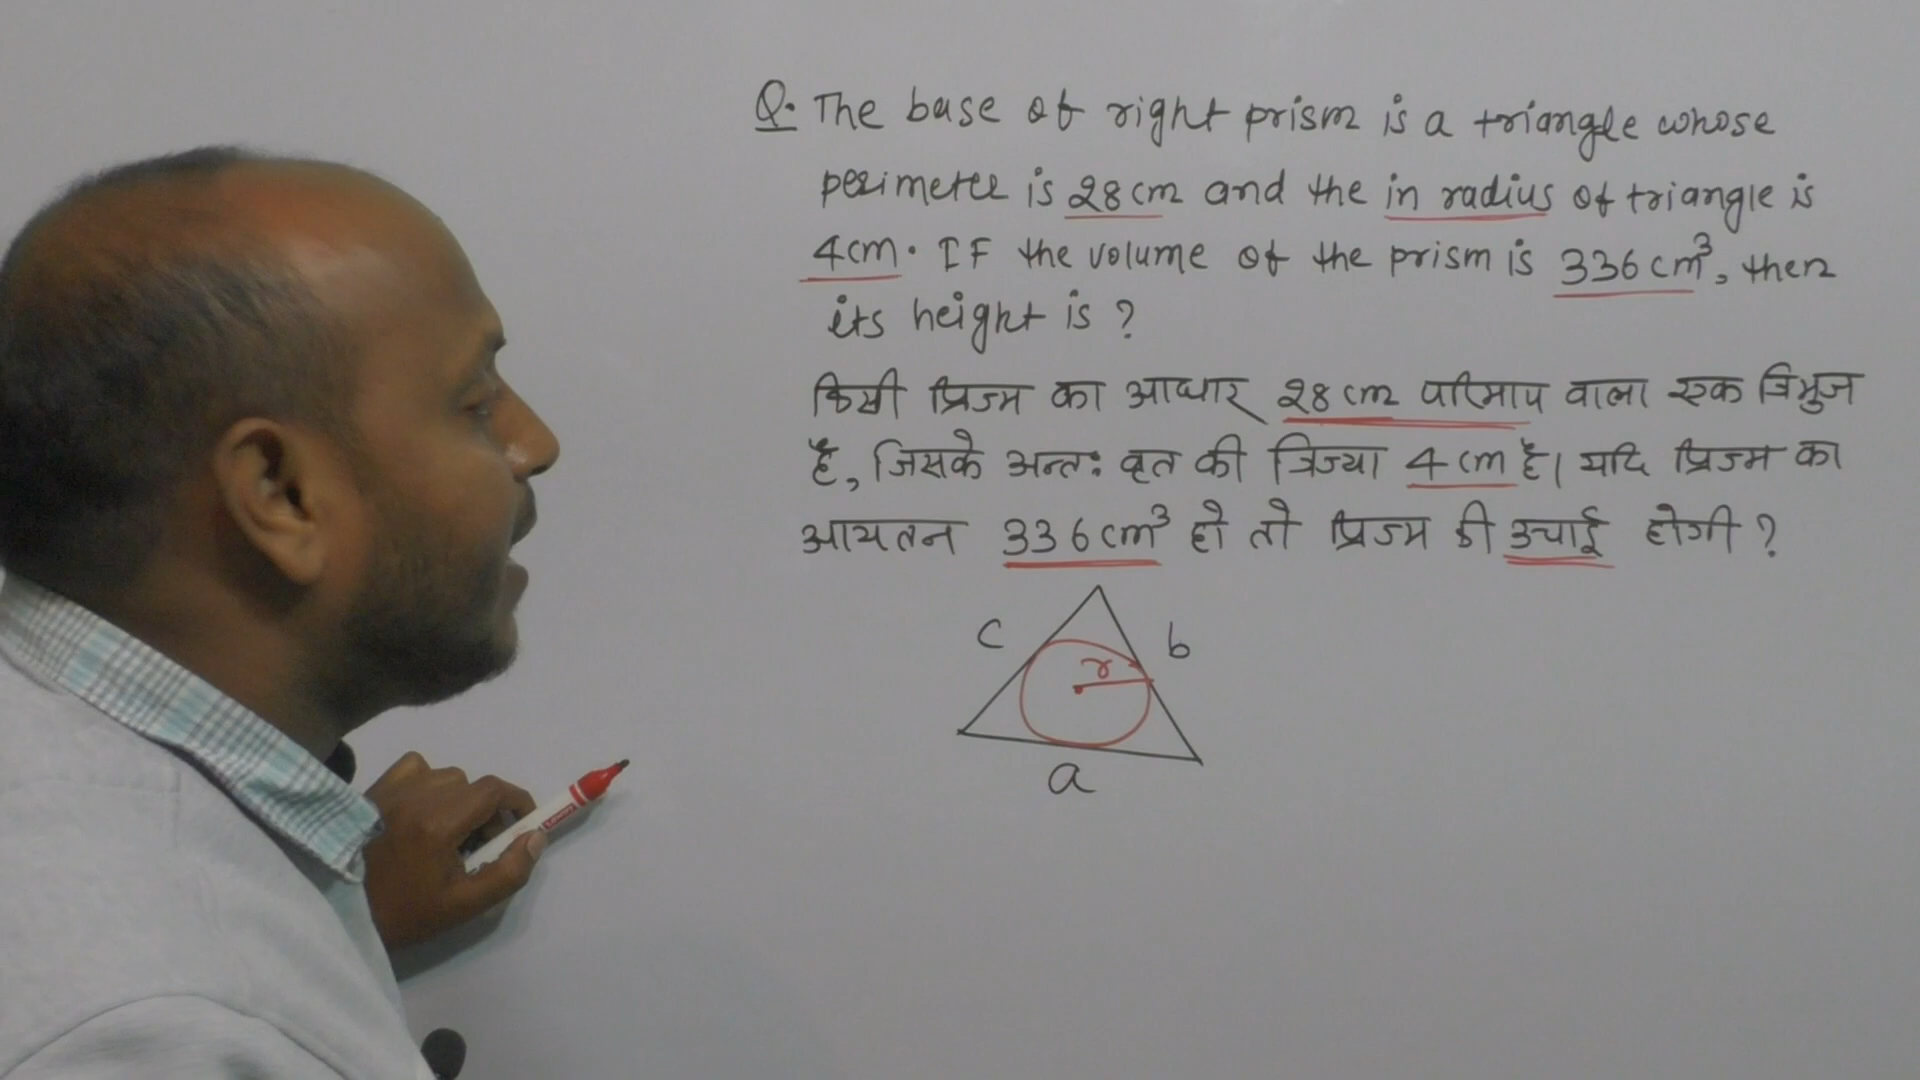 Q. The base of right prism is a triangle whose
perimeter is 28 cm and the in radius of triangle is
4cm. IF the volume of the prism is 336 cm³, then
its height is ?
किसी प्रिज्म का आधार 28 cm परिमाप वाला एक त्रिभुज
है, जिसके अन्तः वृत की त्रिज्या 4 cm है। यदि प्रिज्म का
आयतन 336 cm³ हो तो प्रिज्म की उचाई होगी ?
c
b
r
a